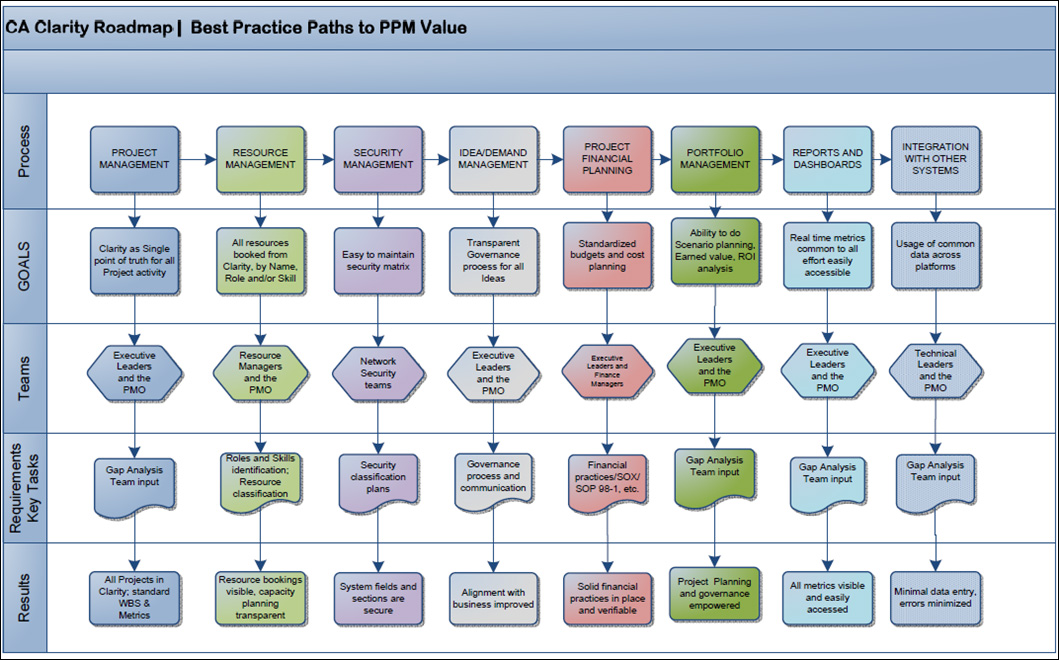 CA Clarity Roadmap | Best Practice Paths to PPM Value
Process
PROJECT
MANAGEMENT
RESOURCE
MANAGEMENT
SECURITY
MANAGEMENT
IDEA/DEMAND
MANAGEMENT
PROJECT
FINANCIAL
PLANNING
PORTFOLIO
MANAGEMENT
REPORTS AND
DASHBOARDS
INTEGRATION
WITH OTHER
SYSTEMS
GOALS
Clarity as Single
point of truth for all
Project activity
All resources
booked from
Clarity, by Name,
Role and/or Skill
Easy to maintain
security matrix
Transparent
Governance
process for all
Ideas
Standardized
budgets and cost
planning
Ability to do
Scenario planning,
Earned value, ROI
analysis
Real time metrics
common to all
effort easily
accessible
Usage of common
data across
platforms
Teams
Executive
Leaders
and the
PMO
Resource
Managers
and the
PMO
Network
Security
teams
Executive
Leaders
and the
PMO
Executive
Leaders and
Finance
Managers
Executive
Leaders
and the
PMO
Executive
Leaders
and the
PMO
Technical
Leaders
and the
PMO
Requirements
Key Tasks
Gap Analysis
Team input
Roles and Skills
identification;
Resource
classification
Security
classification
plans
Governance
process and
communication
Financial
practices/SOX/
SOP 98-1, etc.
Gap Analysis
Team input
Gap Analysis
Team input
Gap Analysis
Team input
Results
All Projects in
Clarity; standard
WBS &
Metrics
Resource bookings
visible, capacity
planning
transparent
System fields and
sections are
secure
Alignment with
business improved
Solid financial
practices in place
and verifiable
Project Planning
and governance
empowered
All metrics visible
and easily
accessed
Minimal data entry,
errors minimized